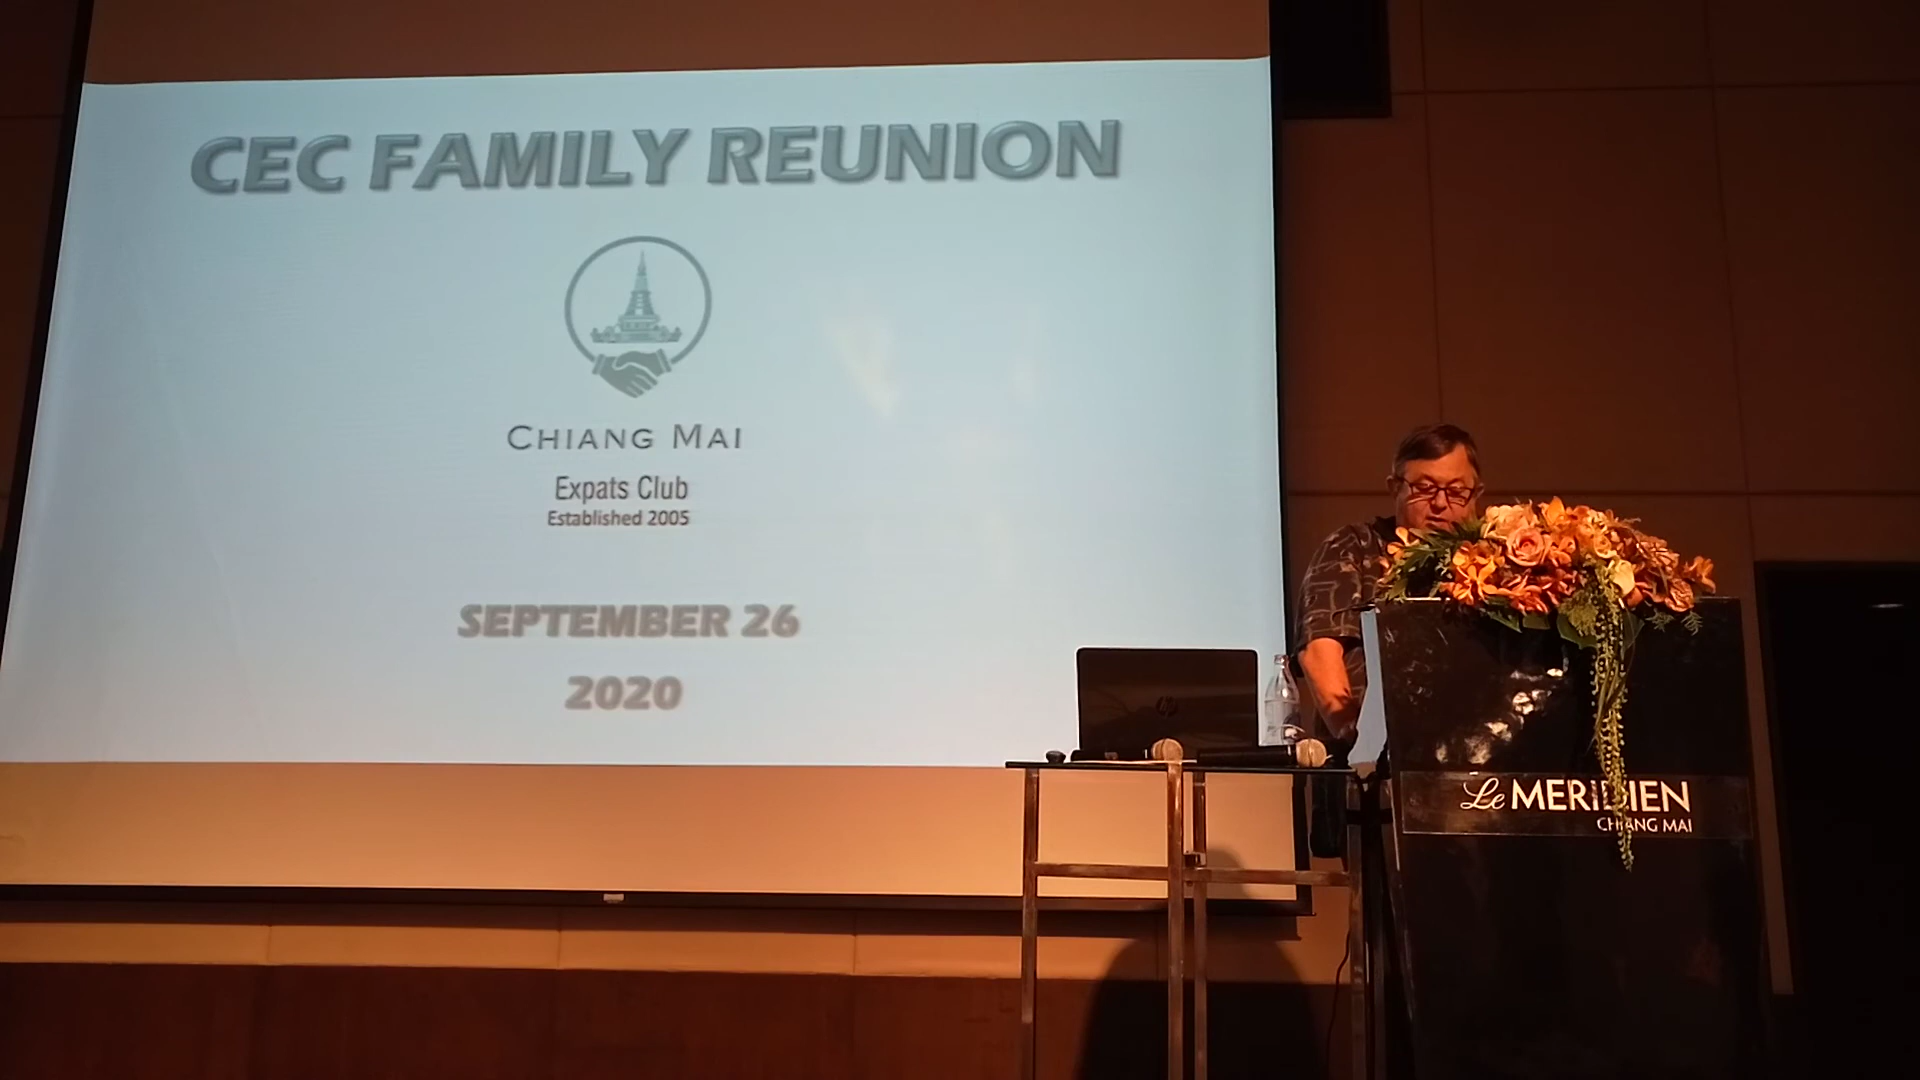 CEC FAMILY REUNION
CHIANG MAI
Expats Club
Established 2005
SEPTEMBER 26
2020
Le MERIDIEN
CHIANG MAI